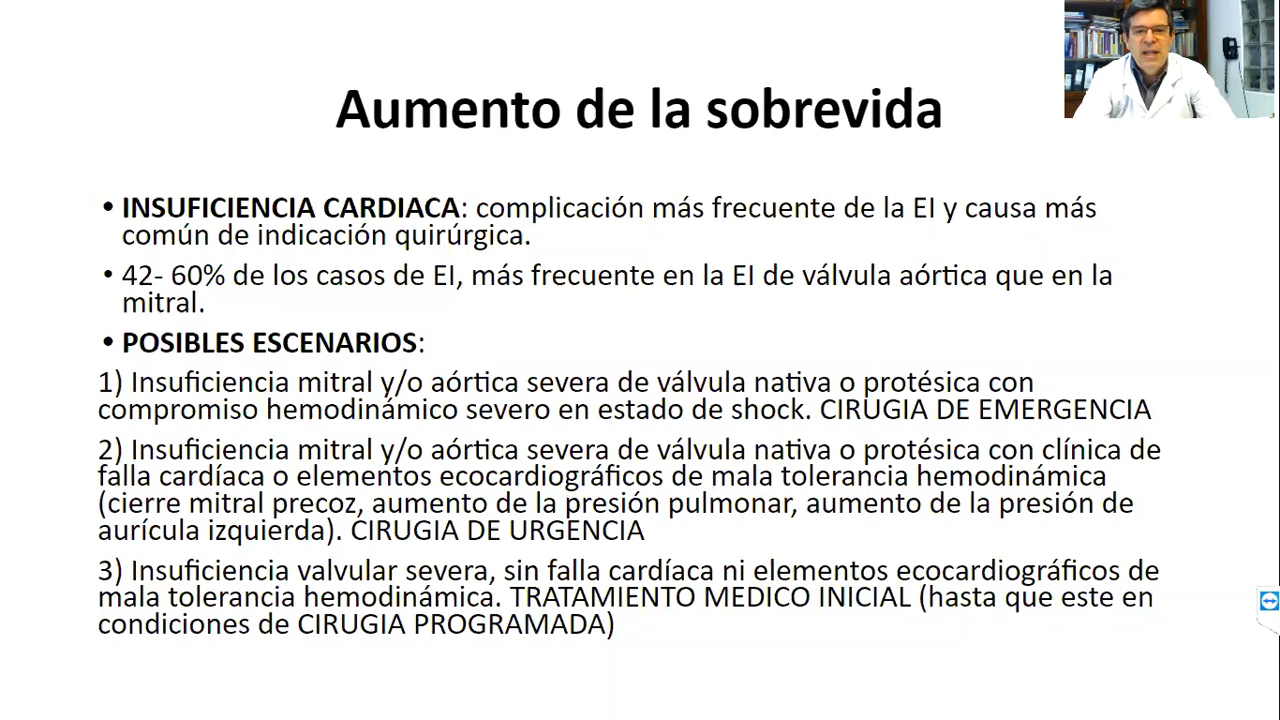 Aumento de la sobrevida
• INSUFICIENCIA CARDIACA: complicación más frecuente de la EI y causa más
común de indicación quirúrgica.
• 42- 60% de los casos de EI, más frecuente en la EI de válvula aórtica que en la
mitral.
• POSIBLES ESCENARIOS:
1) Insuficiencia mitral y/o aórtica severa de válvula nativa o protésica con
compromiso hemodinámico severo en estado de shock. CIRUGIA DE EMERGENCIA
2) Insuficiencia mitral y/o aórtica severa de válvula nativa o protésica con clínica de
falla cardíaca o elementos ecocardiográficos de mala tolerancia hemodinámica
(cierre mitral precoz, aumento de la presión pulmonar, aumento de la presión de
aurícula izquierda). CIRUGIA DE URGENCIA
3) Insuficiencia valvular severa, sin falla cardíaca ni elementos ecocardiográficos de
mala tolerancia hemodinámica. TRATAMIENTO MEDICO INICIAL (hasta que este en
condiciones de CIRUGIA PROGRAMADA)